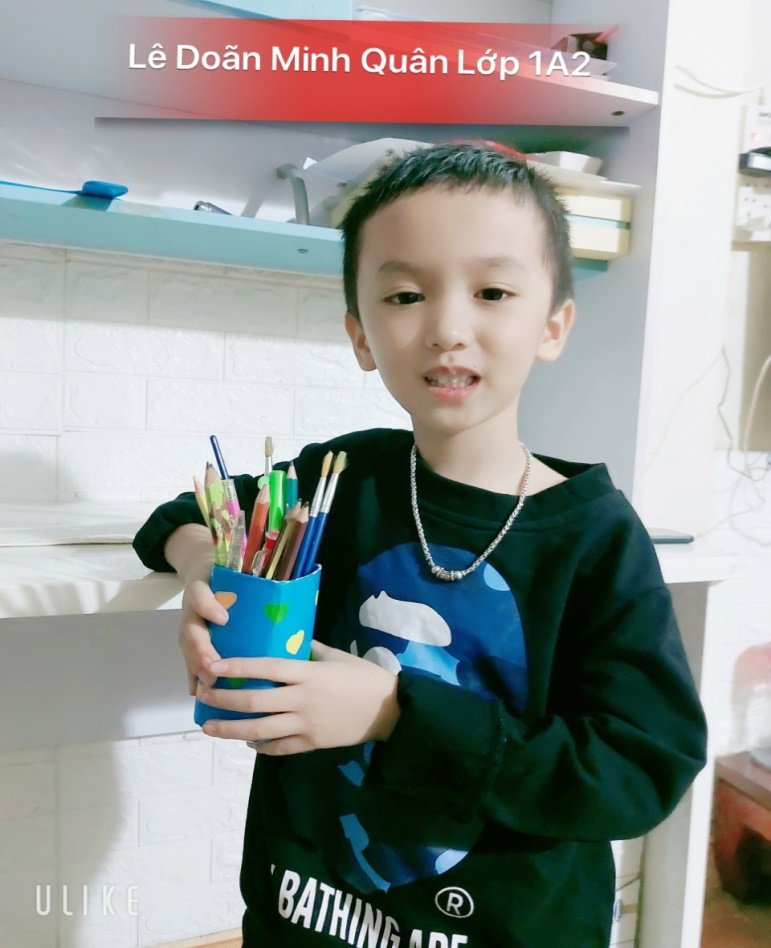 Lê Doãn Minh Quân Lớp 1A2
BATHING APE
®
ULIKE